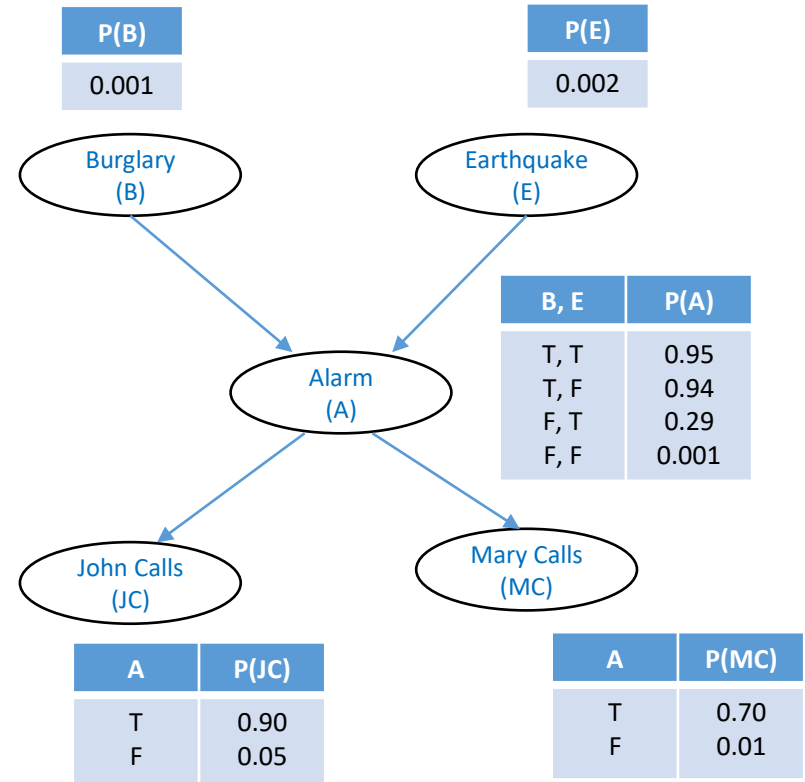 P(B)
0.001
P(E)
0.002
Burglary
(B)
Earthquake
(E)
B, E P(A)
T, T 0.95
T, F 0.94
F, T 0.29
F, F 0.001
Alarm
(A)
John Calls
(JC)
Mary Calls
(MC)
A P(JC)
T 0.90
F 0.05
A P(MC)
T 0.70
F 0.01